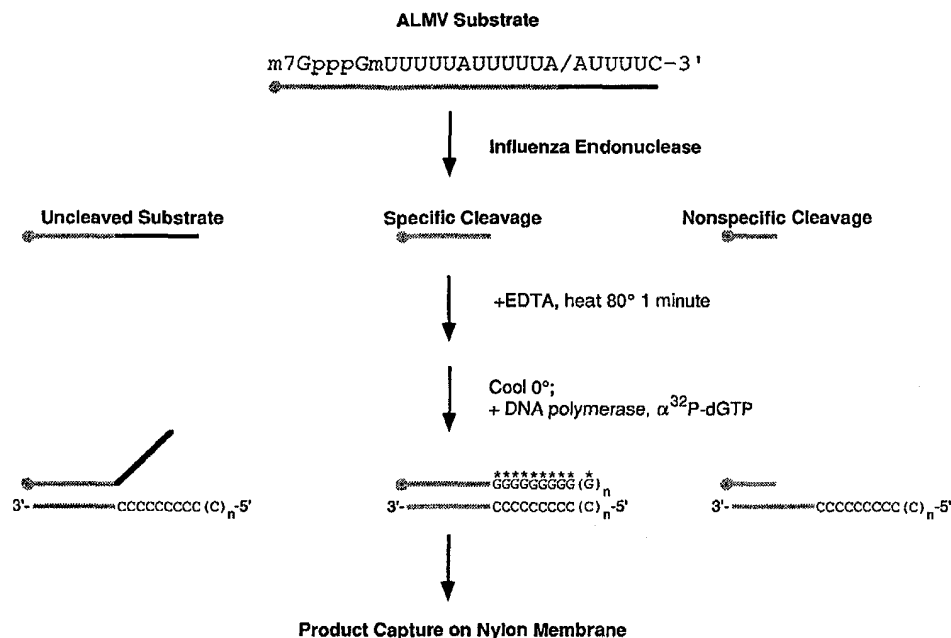 ALMV Substrate
m7GpppGmUUUUUAUUUUUA/AUUUUC-3'
Influenza Endonuclease
Uncleaved Substrate Specific Cleavage Nonspecific Cleavage
+EDTA, heat 80° 1 minute
Cool 0°;
+ DNA polymerase, α32P-dGTP
********* *
GGGGGGGGG(G)n
3'- CCCCCCCCC(C)n-5' 3'- CCCCCCCCC(C)n-5' 3'- CCCCCCCCC(C)n-5'
Product Capture on Nylon Membrane